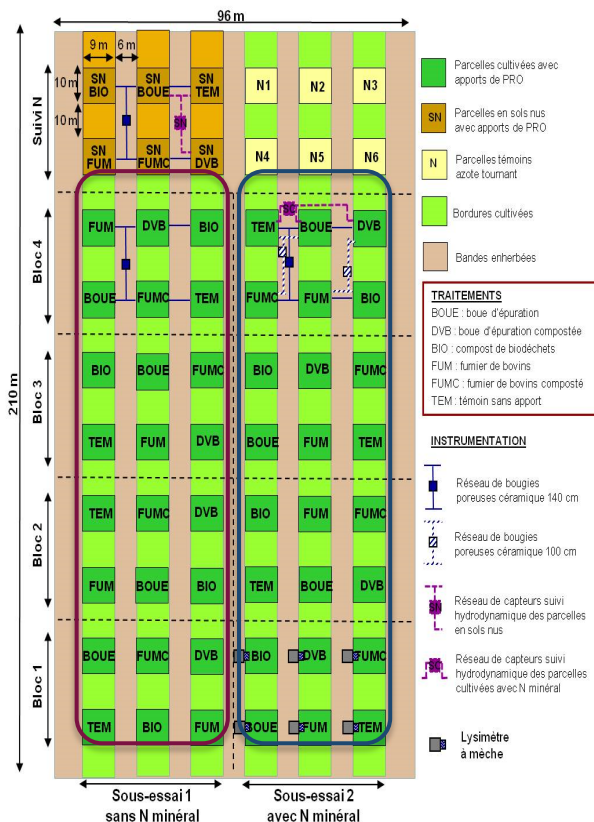 96 m
9 m
6 m
10 m
10 m
210 m
Suivi N
SN BIO
SN BOUE
SN TEM
N1
N2
N3
SN
SN FUM
SN FUMC
SN DVB
N4
N5
N6
Bloc 4
SC
FUM
DVB
BIO
TEM
BOUE
DVB
BOUE
FUMC
TEM
FUMC
FUM
BIO
Bloc 3
BIO
BOUE
FUMC
BIO
DVB
FUMC
TEM
FUM
DVB
BOUE
FUM
TEM
Bloc 2
TEM
FUMC
DVB
BIO
FUM
FUMC
FUM
BOUE
BIO
TEM
BOUE
DVB
Bloc 1
BOUE
FUMC
DVB
BIO
DVB
FUMC
TEM
BIO
FUM
BOUE
FUM
TEM
Sous-essai 1
sans N minéral
Sous-essai 2
avec N minéral
Parcelles cultivées avec
apports de PRO
SN
Parcelles en sols nus
avec apports de PRO
N
Parcelles témoins
azote tournant
Bordures cultivées
Bandes enherbées
TRAITEMENTS
BOUE : boue d'épuration
DVB : boue d'épuration compostée
BIO : compost de biodéchets
FUM : fumier de bovins
FUMC : fumier de bovins composté
TEM : témoin sans apport
INSTRUMENTATION
Réseau de bougies
poreuses céramique 140 cm
Réseau de bougies
poreuses céramique 100 cm
SN
Réseau de capteurs suivi
hydrodynamique des parcelles
en sols nus
SC
Réseau de capteurs suivi
hydrodynamique des parcelles
cultivées avec N minéral
Lysimètre
à mèche